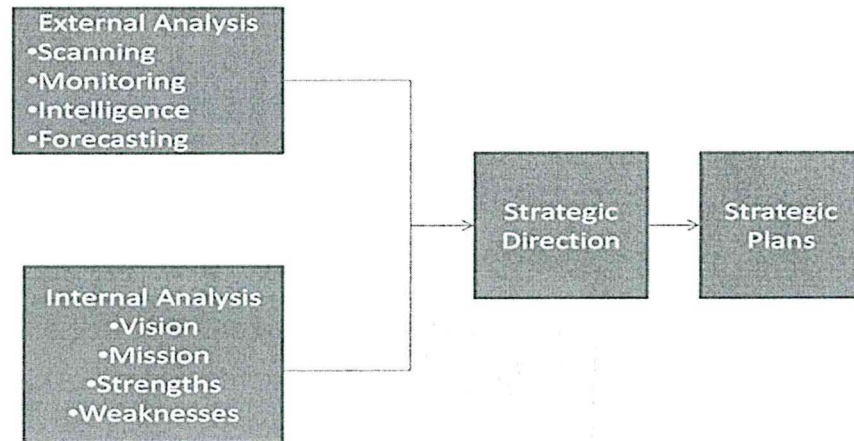 External Analysis
•Scanning
•Monitoring
•Intelligence
•Forecasting
Internal Analysis
•Vision
•Mission
•Strengths
•Weaknesses
Strategic
Direction
Strategic
Plans